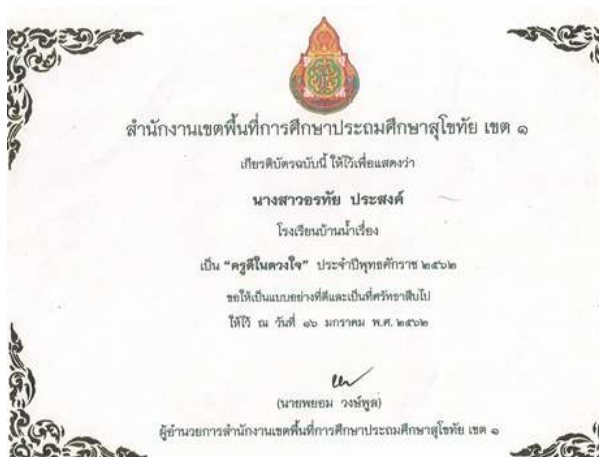 สำนักงานเขตพื้นที่การศึกษาประถมศึกษาสุโขทัย เขต ๑
เกียรติบัตรฉบับนี้ ให้ไว้เพื่อแสดงว่า
นางสาวอรทัย ประสงค์
โรงเรียนบ้านน้ำเรื่อง
เป็น “ครูดีในดวงใจ” ประจำปีพุทธศักราช ๒๕๖๒
ขอให้เป็นแบบอย่างที่ดีและเป็นที่ศรัทธาสืบไป
ให้ไว้ ณ วันที่ ๑๖ มกราคม พ.ศ. ๒๕๖๒
(นายพยอม วงษ์พูล)
ผู้อำนวยการสำนักงานเขตพื้นที่การศึกษาประถมศึกษาสุโขทัย เขต ๑